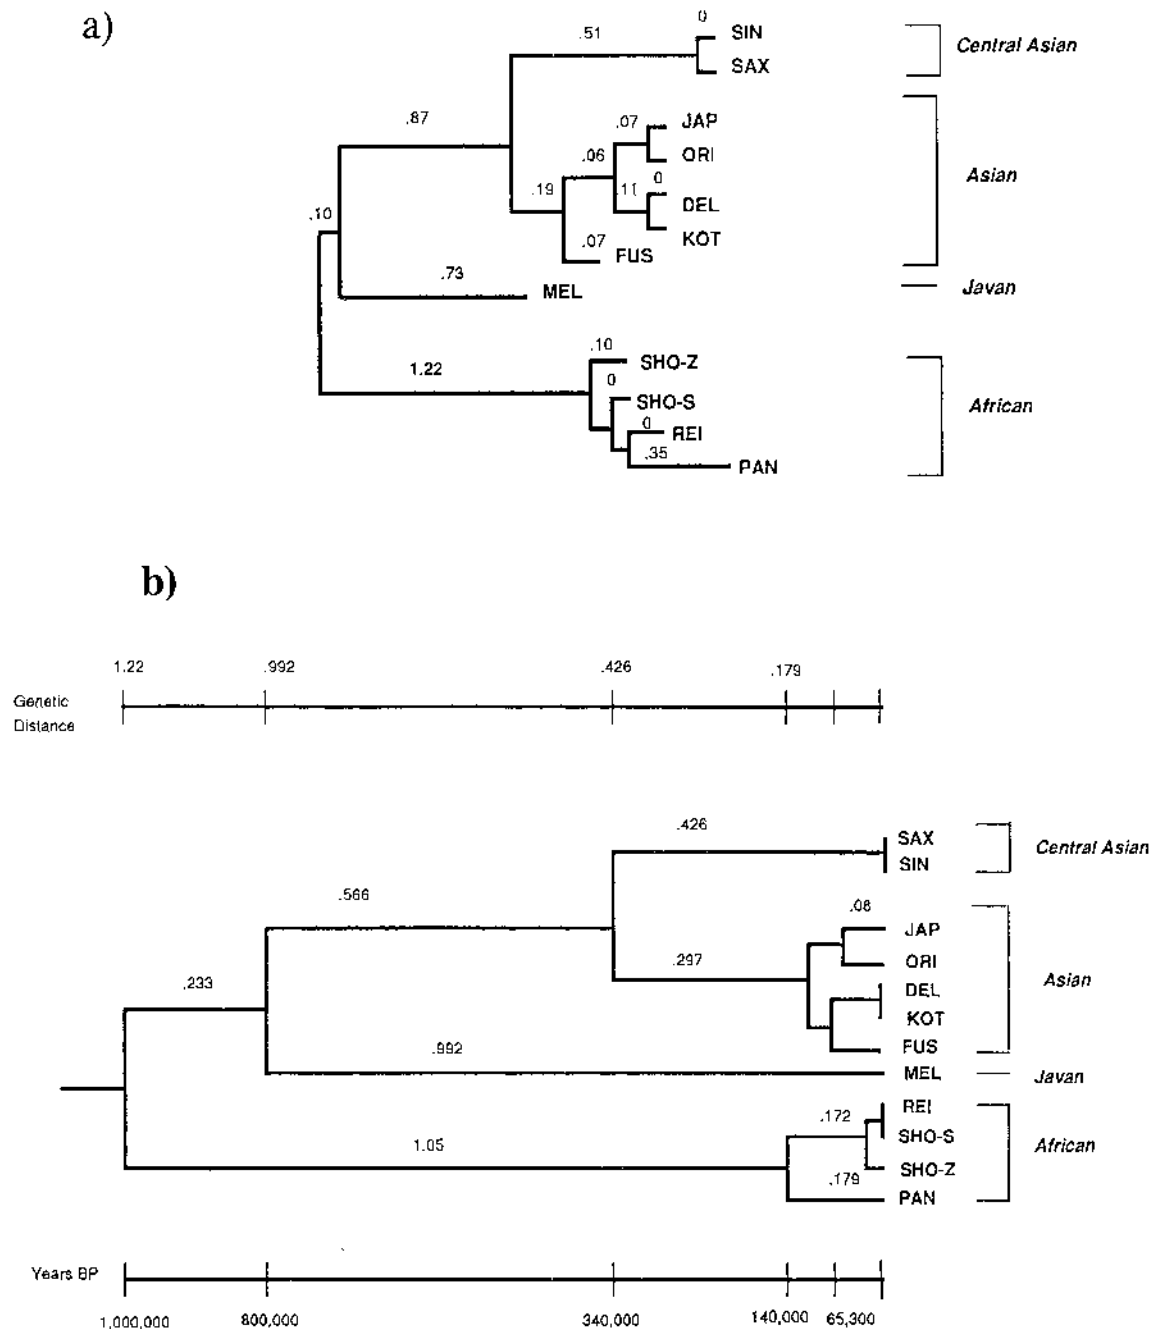 a)
0
.51
SIN
SAX
Central Asian
.87
.07
JAP
.06
ORI
0
.19
.11
DEL
KOT
Asian
.10
.07
FUS
.73
MEL
Javan
.10
1.22
SHO-Z
0
SHO-S
African
0
REI
.35
PAN
b)
1.22 .992 .426 .179
Genetic
Distance
.426
SAX
SIN
Central Asian
.566
.08
JAP
.297
ORI
.233
DEL
KOT
Asian
.992
FUS
MEL
Javan
REI
.172
SHO-S
1.05
African
.179
SHO-Z
PAN
Years BP
1,000,000 800,000 340,000 140,000 65,300